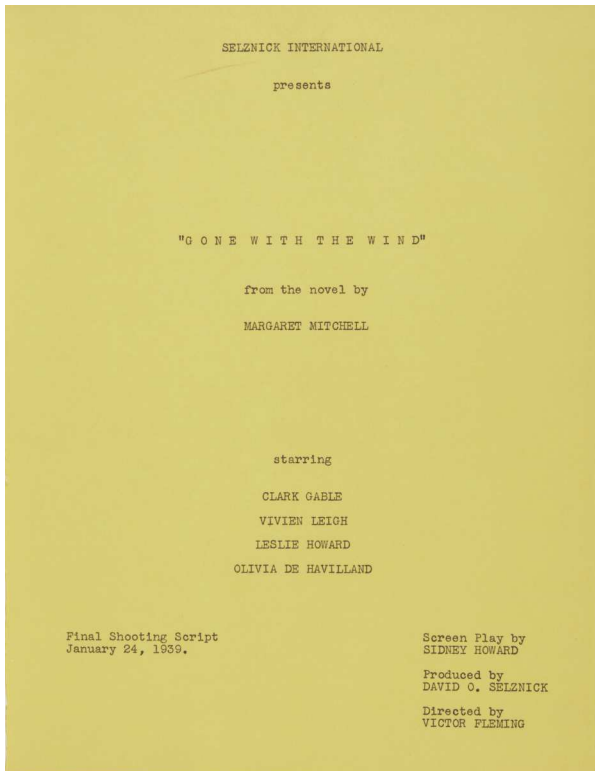 SELZNICK INTERNATIONAL
presents
"G O N E W I T H T H E W I N D"
from the novel by
MARGARET MITCHELL
starring
CLARK GABLE
VIVIEN LEIGH
LESLIE HOWARD
OLIVIA DE HAVILLAND
Final Shooting Script
January 24, 1939.
Screen Play by
SIDNEY HOWARD
Produced by
DAVID O. SELZNICK
Directed by
VICTOR FLEMING